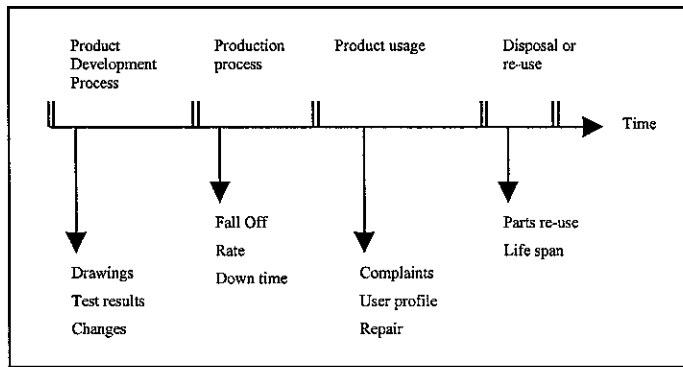 Product
Development
Process
Production
process
Product usage
Disposal or
re-use
Time
Drawings
Test results
Changes
Fall Off
Rate
Down time
Complaints
User profile
Repair
Parts re-use
Life span